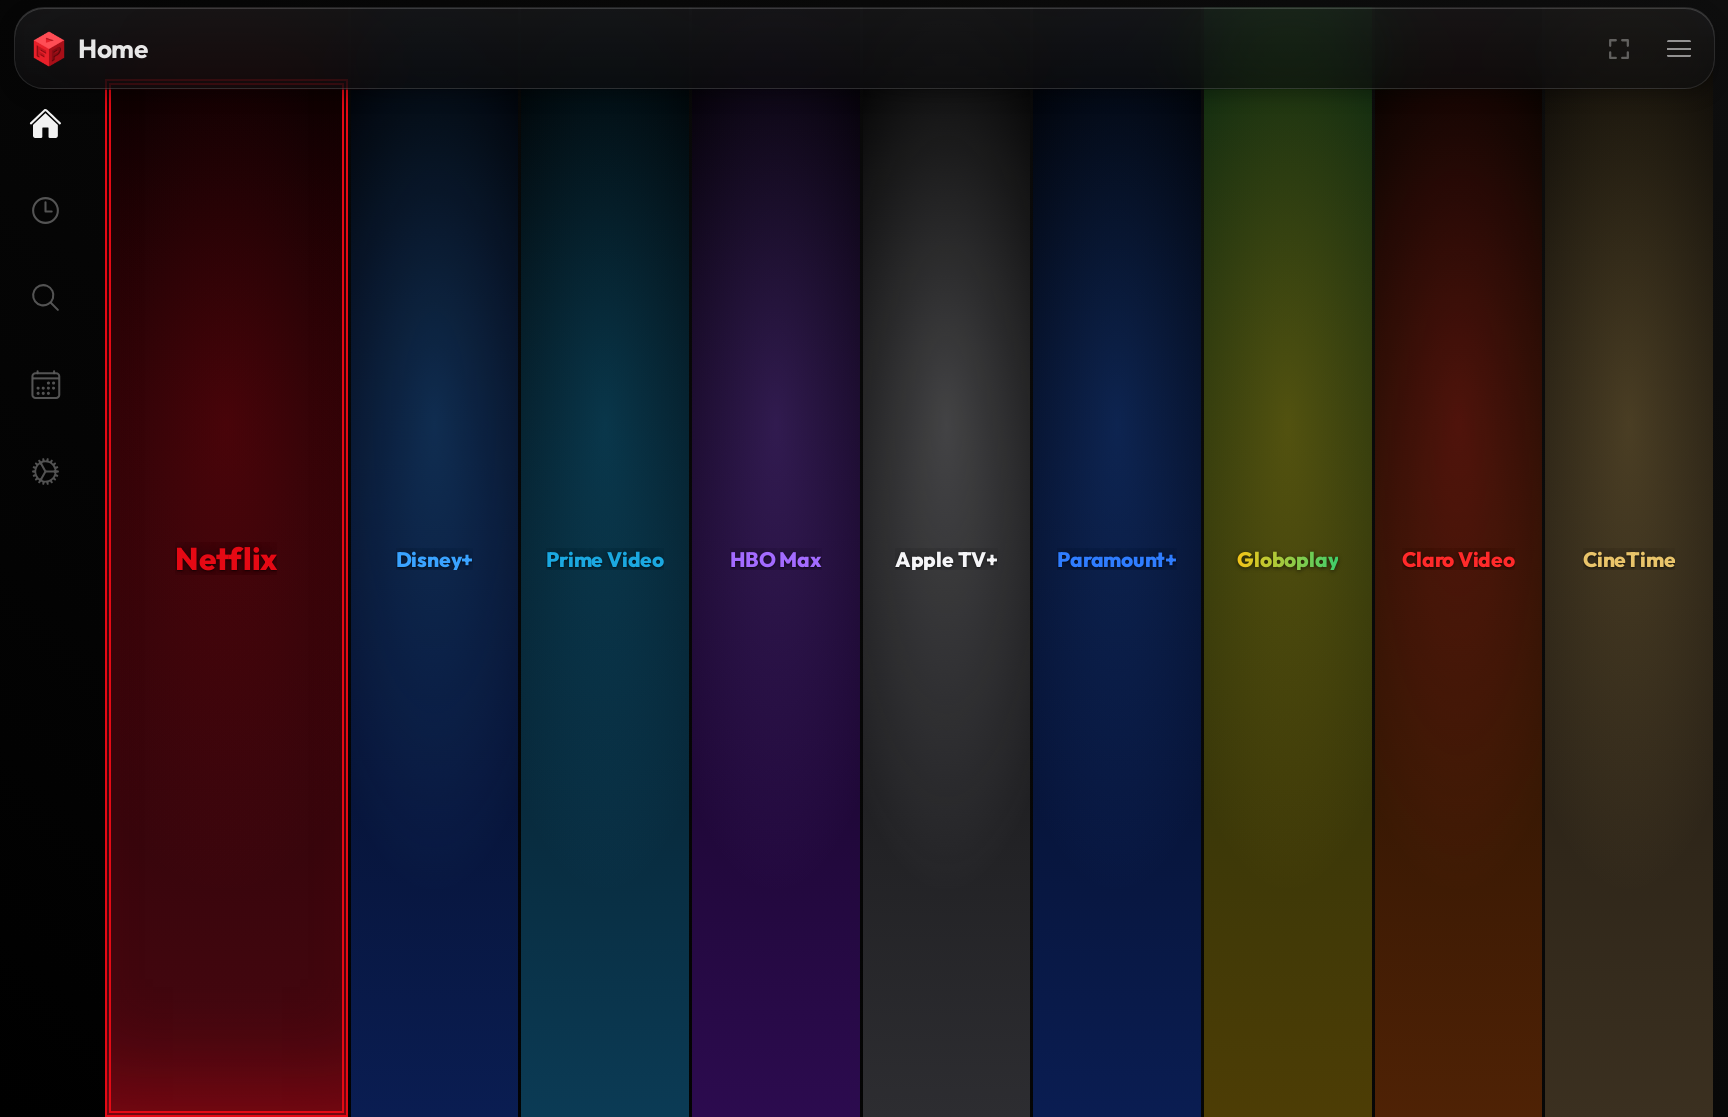 Home
Netflix
Disney+
Prime Video
HBO Max
Apple TV+
Paramount+
Globoplay
Claro Video
CineTime